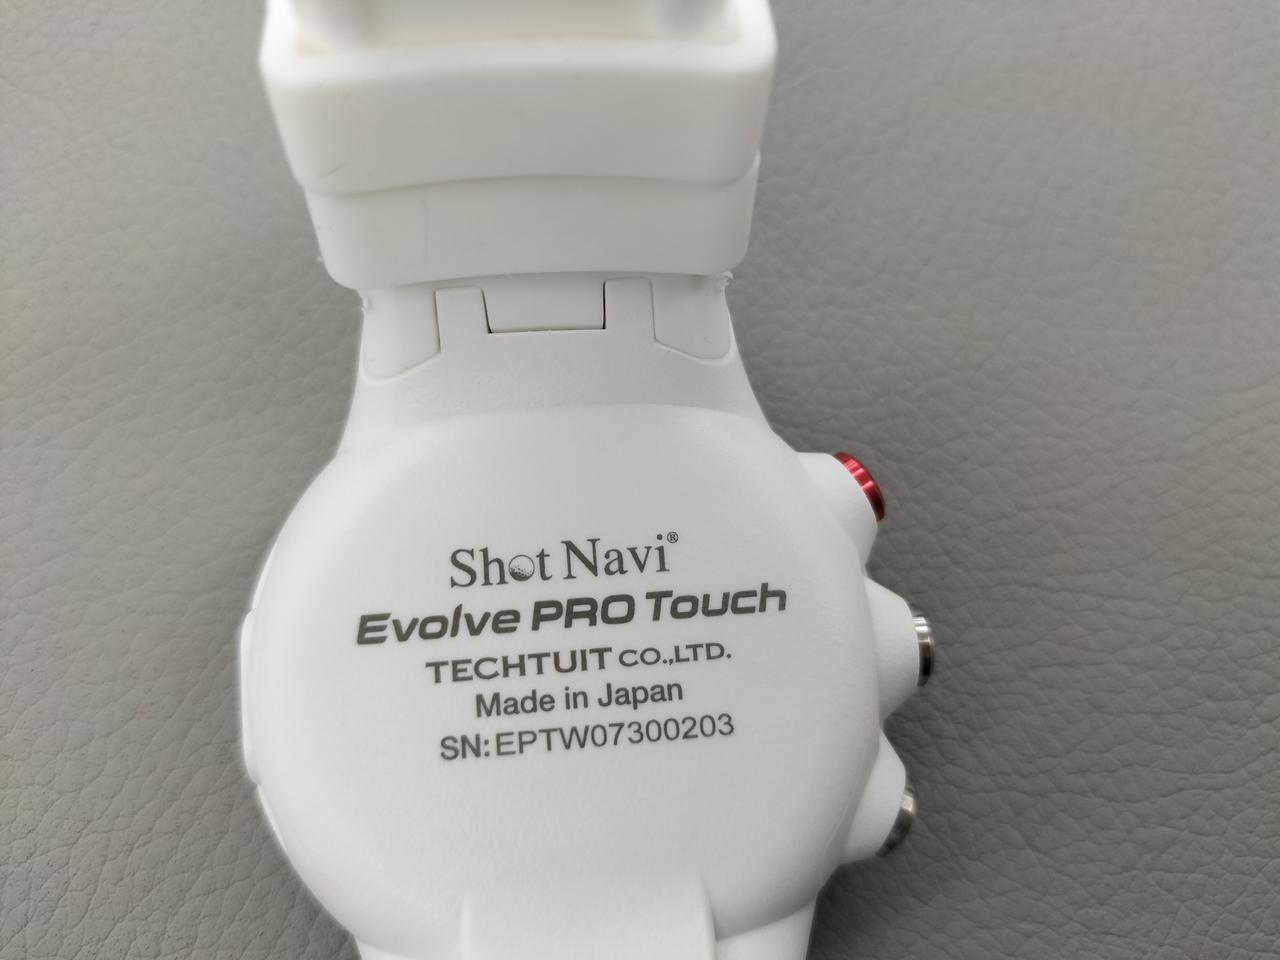 Shot Navi®
Evolve PRO Touch
TECHTUIT CO.,LTD.
Made in Japan
SN:EPTW07300203